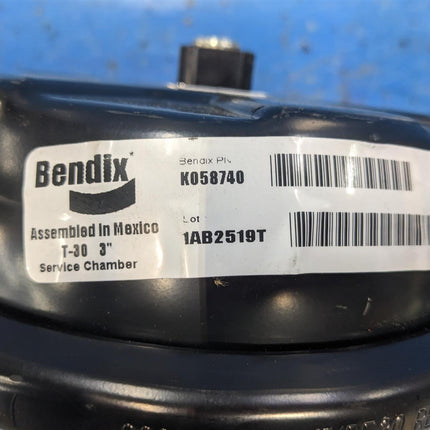 Bendix
Assembled In Mexico
T-30 3"
Service Chamber
Bendix P/N
K058740
Lot
1AB2519T